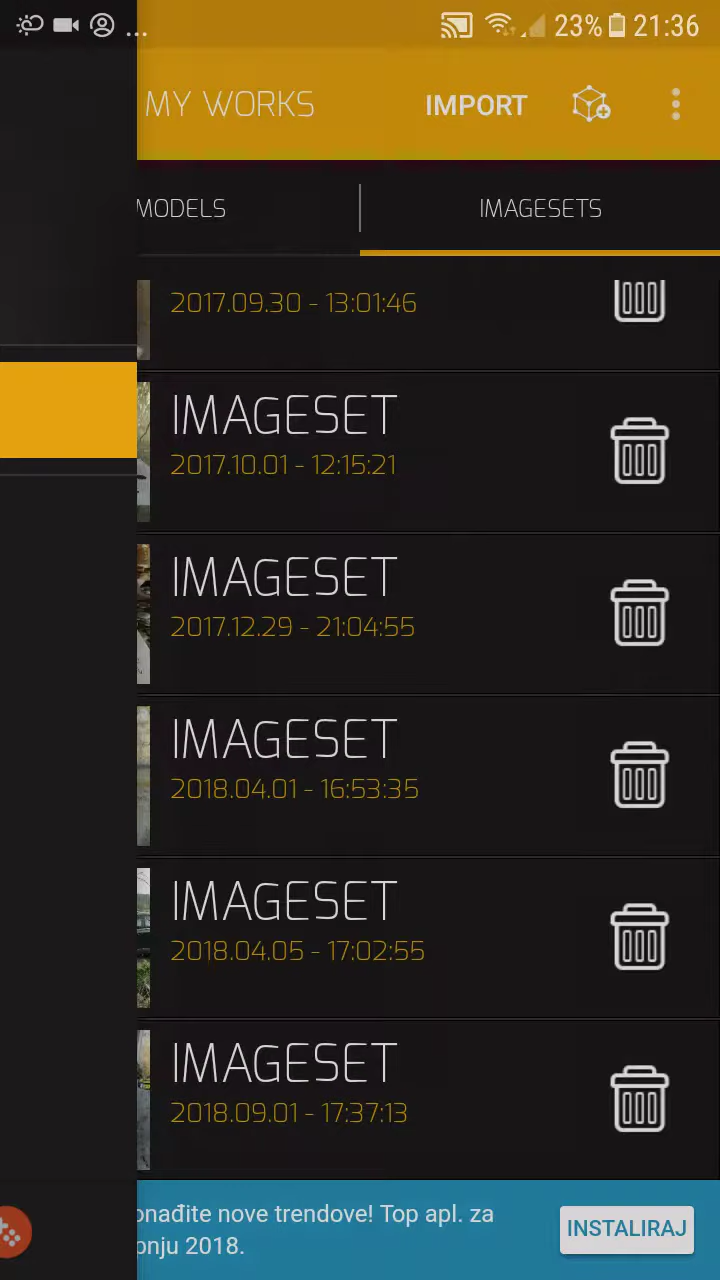 ... 23% 21:36
MY WORKS IMPORT
MODELS IMAGESETS
2017.09.30 - 13:01:46
IMAGESET
2017.10.01 - 12:15:21
IMAGESET
2017.12.29 - 21:04:55
IMAGESET
2018.04.01 - 16:53:35
IMAGESET
2018.04.05 - 17:02:55
IMAGESET
2018.09.01 - 17:37:13
onađite nove trendove! Top apl. za
pnju 2018.
INSTALIRAJ